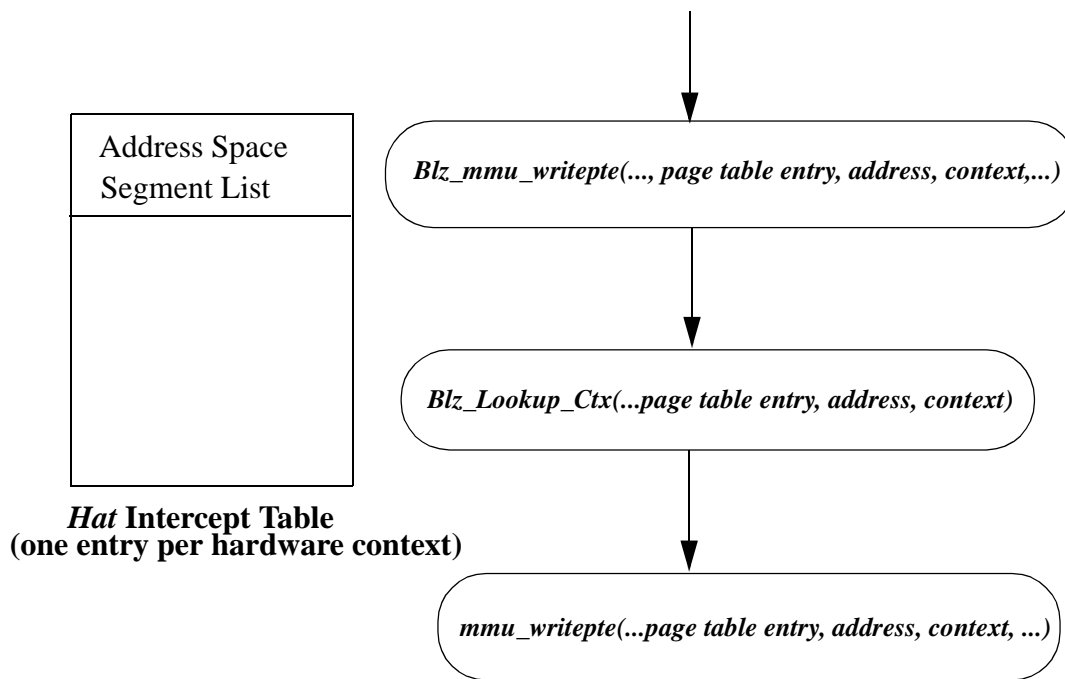 Address Space
Segment List
Hat Intercept Table
(one entry per hardware context)
Blz_mmu_writepte(..., page table entry, address, context,...)
Blz_Lookup_Ctx(...page table entry, address, context)
mmu_writepte(...page table entry, address, context, ...)